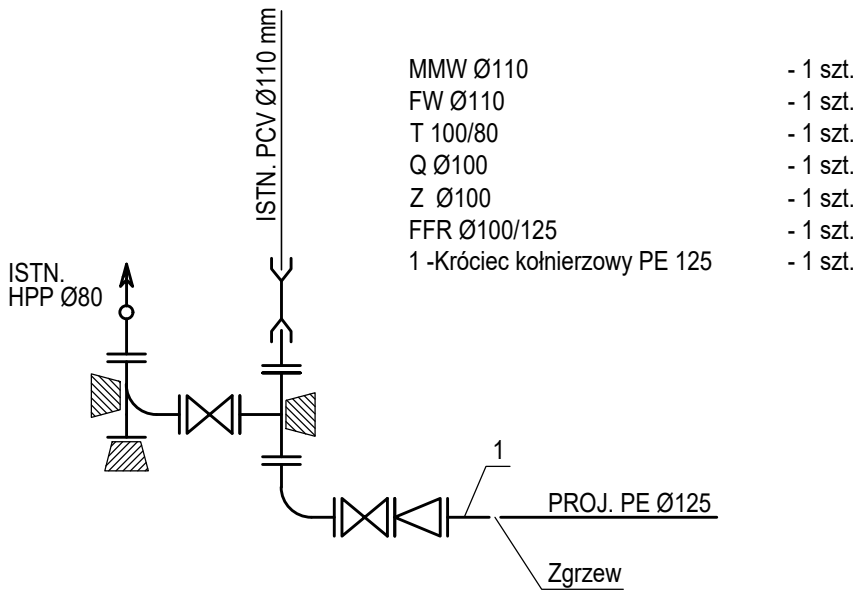 ISTN. PCV Ø110 mm
MMW Ø110 - 1 szt.
FW Ø110 - 1 szt.
T 100/80 - 1 szt.
Q Ø100 - 1 szt.
Z Ø100 - 1 szt.
FFR Ø100/125 - 1 szt.
1 -Króciec kołnierzowy PE 125 - 1 szt.
ISTN.
HPP Ø80
1
PROJ. PE Ø125
Zgrzew